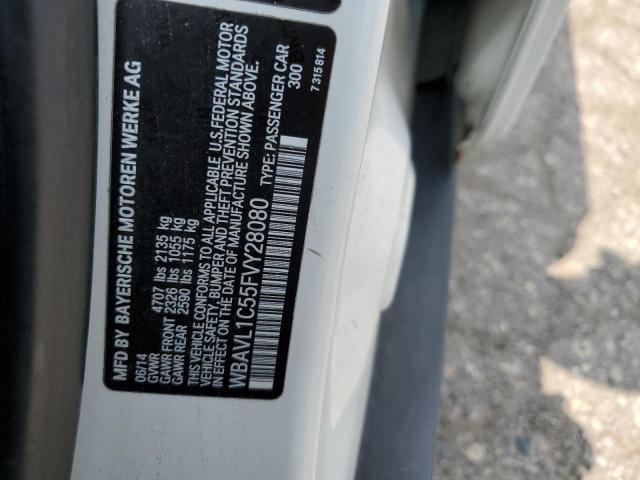 MFD BY BAYERISCHE MOTOREN WERKE AG
06/14
GVWR 4707 lbs 2135 kg
GAWR FRONT 2326 lbs 1055 kg
GAWR REAR 2590 lbs 1175 kg
THIS VEHICLE CONFORMS TO ALL APPLICABLE U.S. FEDERAL MOTOR
VEHICLE SAFETY, BUMPER AND THEFT PREVENTION STANDARDS
IN EFFECT ON THE DATE OF MANUFACTURE SHOWN ABOVE.
WBAVL1C55FVY28080 TYPE: PASSENGER CAR
300
7 315 814